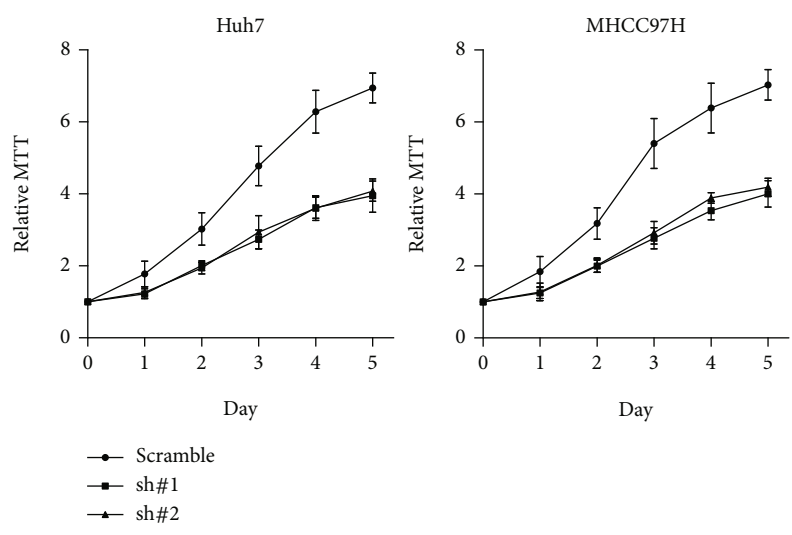 Huh7
8
6
4
2
0
Relative MTT
0 1 2 3 4 5
Day
MHCC97H
8
6
4
2
0
Relative MTT
0 1 2 3 4 5
Day
Scramble
sh#1
sh#2